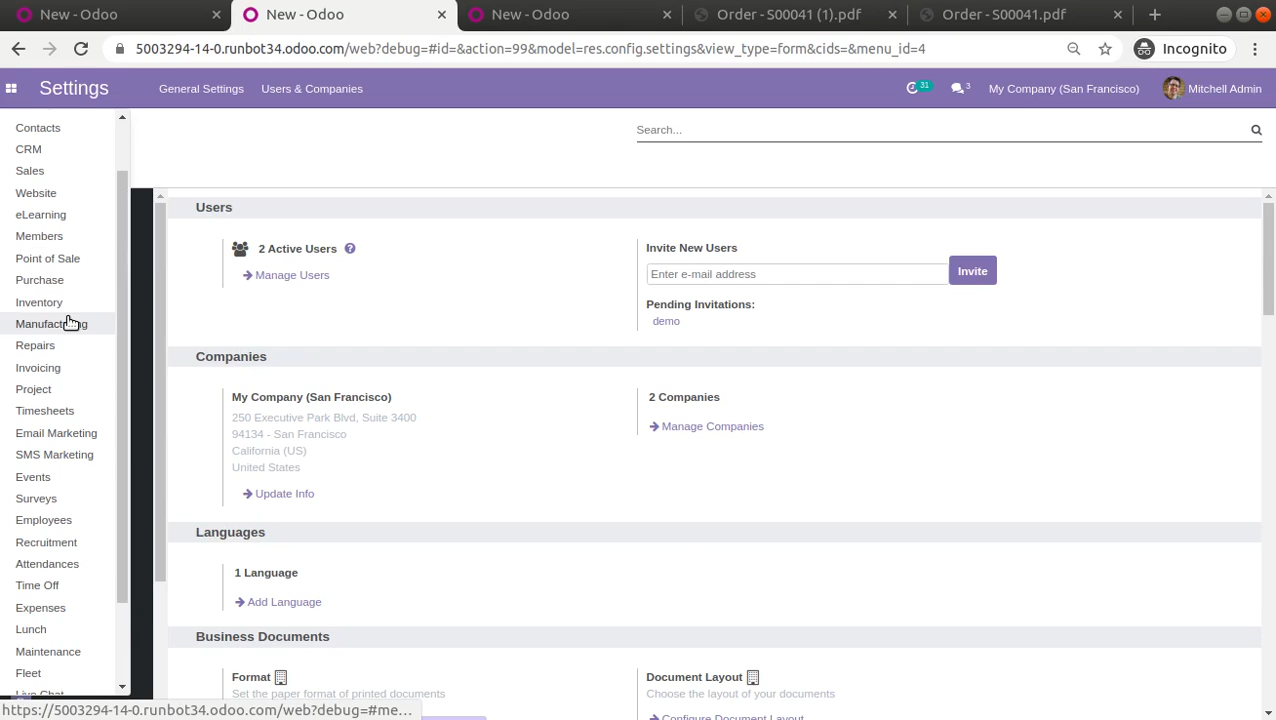 New - Odoo
New - Odoo
New - Odoo
Order - S00041 (1).pdf
Order - S00041.pdf
5003294-14-0.runbot34.odoo.com/web?debug=#id=&action=99&model=res.config.settings&view_type=form&cids=&menu_id=4
Incognito
Settings
General Settings
Users & Companies
31
3
My Company (San Francisco)
Mitchell Admin
Search...
Contacts
CRM
Sales
Website
eLearning
Members
Point of Sale
Purchase
Inventory
Manufacturing
Repairs
Invoicing
Project
Timesheets
Email Marketing
SMS Marketing
Events
Surveys
Employees
Recruitment
Attendances
Time Off
Expenses
Lunch
Maintenance
Fleet
Live Chat
Users
2 Active Users
Manage Users
Invite New Users
Enter e-mail address
Invite
Pending Invitations:
demo
Companies
My Company (San Francisco)
250 Executive Park Blvd, Suite 3400
94134 - San Francisco
California (US)
United States
Update Info
2 Companies
Manage Companies
Languages
1 Language
Add Language
Business Documents
Format
Set the paper format of printed documents
Document Layout
Choose the layout of your documents
Configure Document Layout
https://5003294-14-0.runbot34.odoo.com/web?debug=#me...